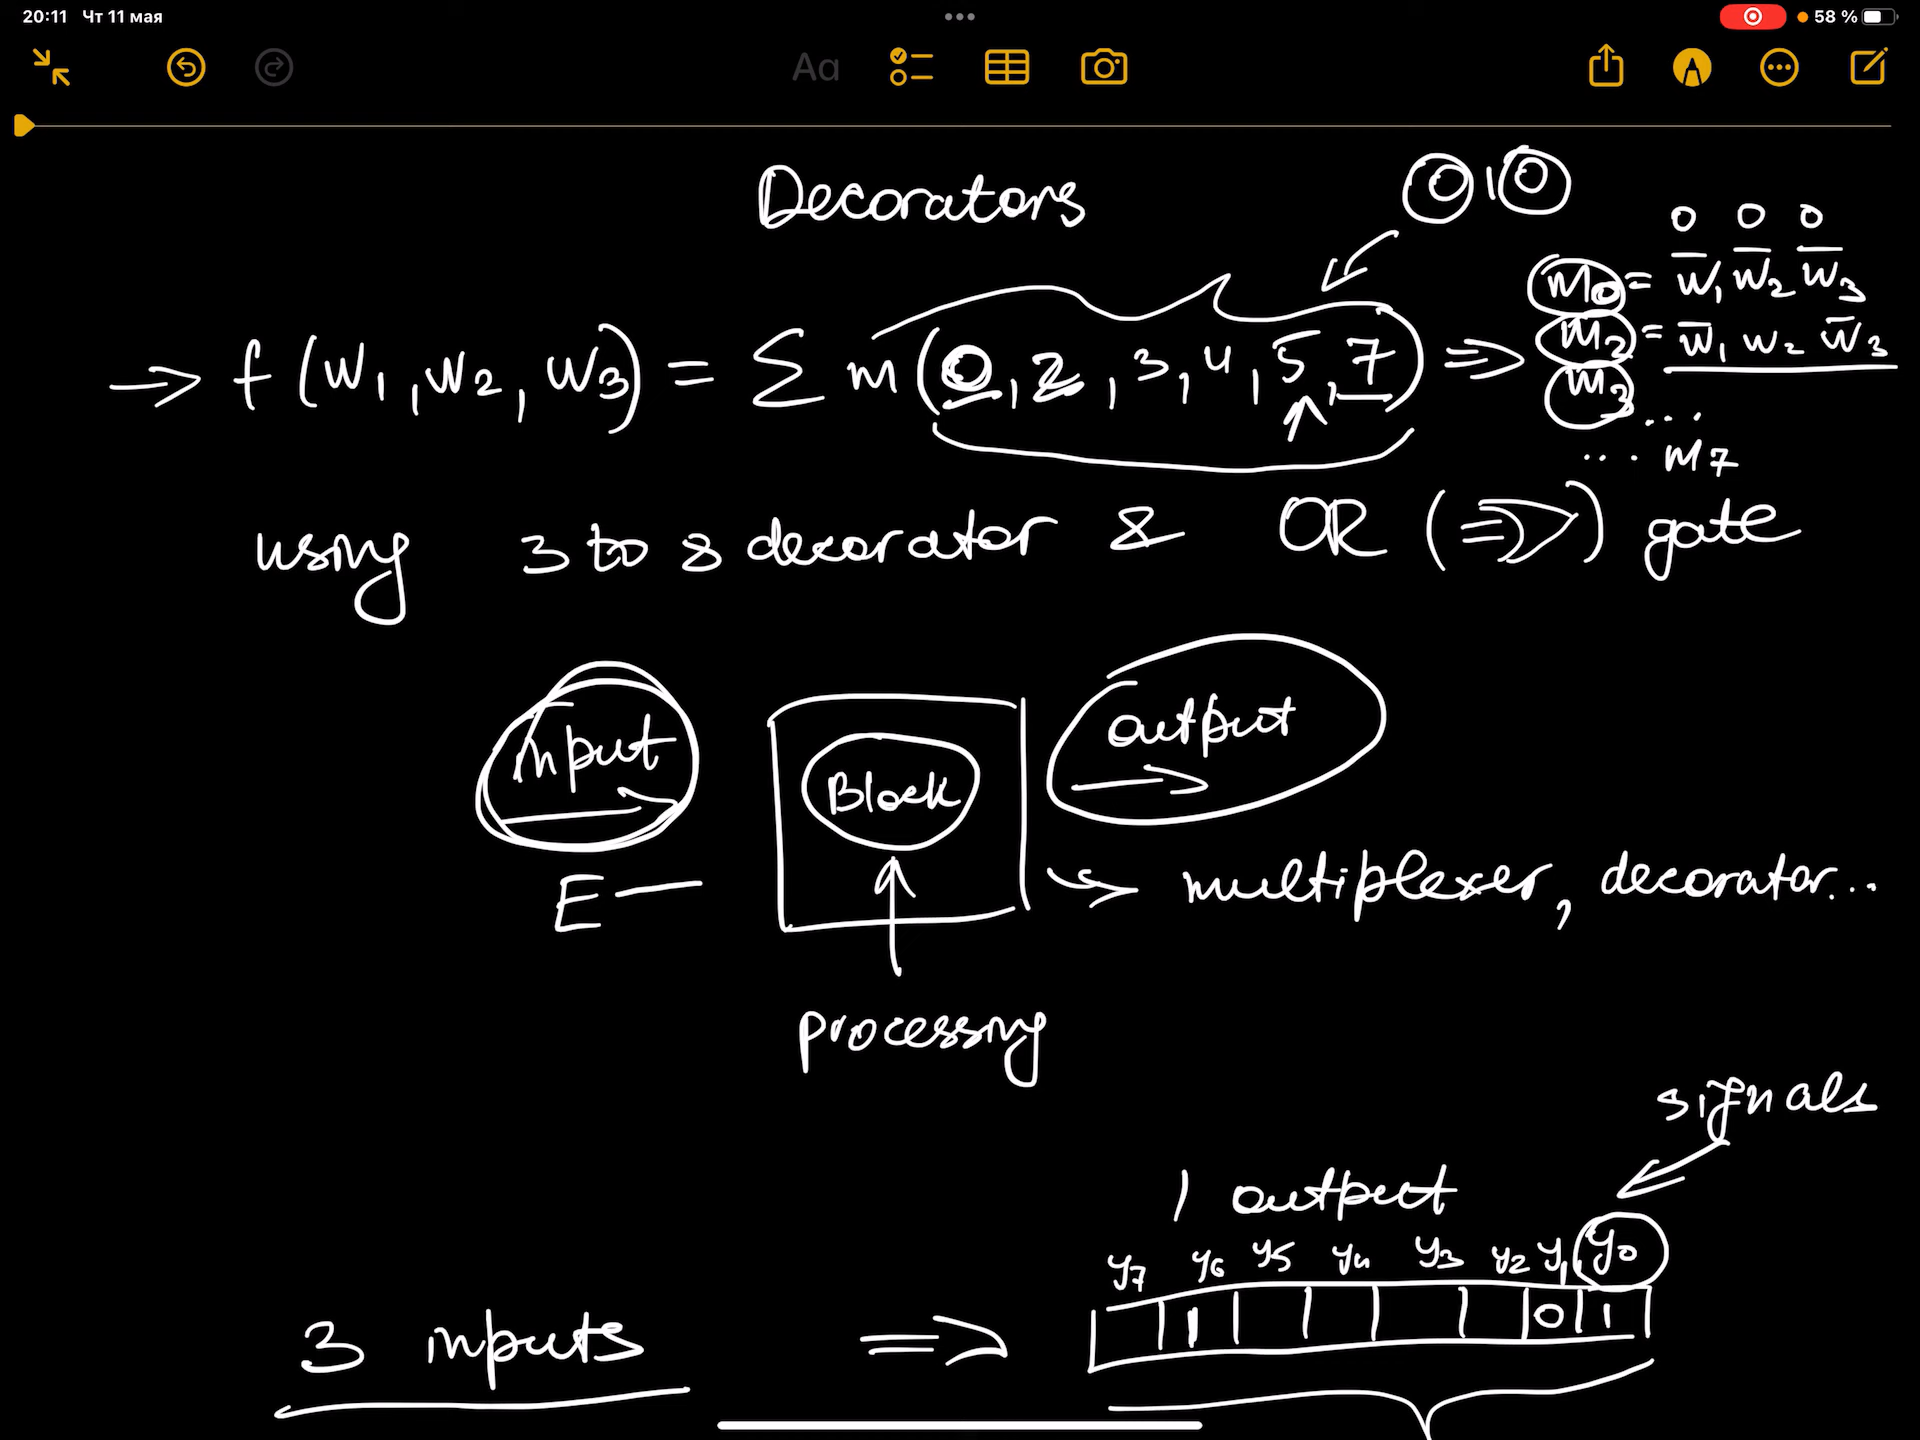 20:11 Чт 11 мая
58 %
Aa
Decorators
010
0 0 0
m0 = w̅1 w̅2 w̅3
→ f (w1, w2, w3) = Σ m (0, 2, 3, 4, 5, 7) ⇒
m2 = w̅1 w2 w̅3
m3 ...
... m7
using 3 to 8 decorator & OR (⇒) gate
input
Block
output
E —
→ multiplexer, decorator...
processing
signals
1 output
y7 y6 y5 y4 y3 y2 y1 y0
1 0 1
3 inputs ⇒